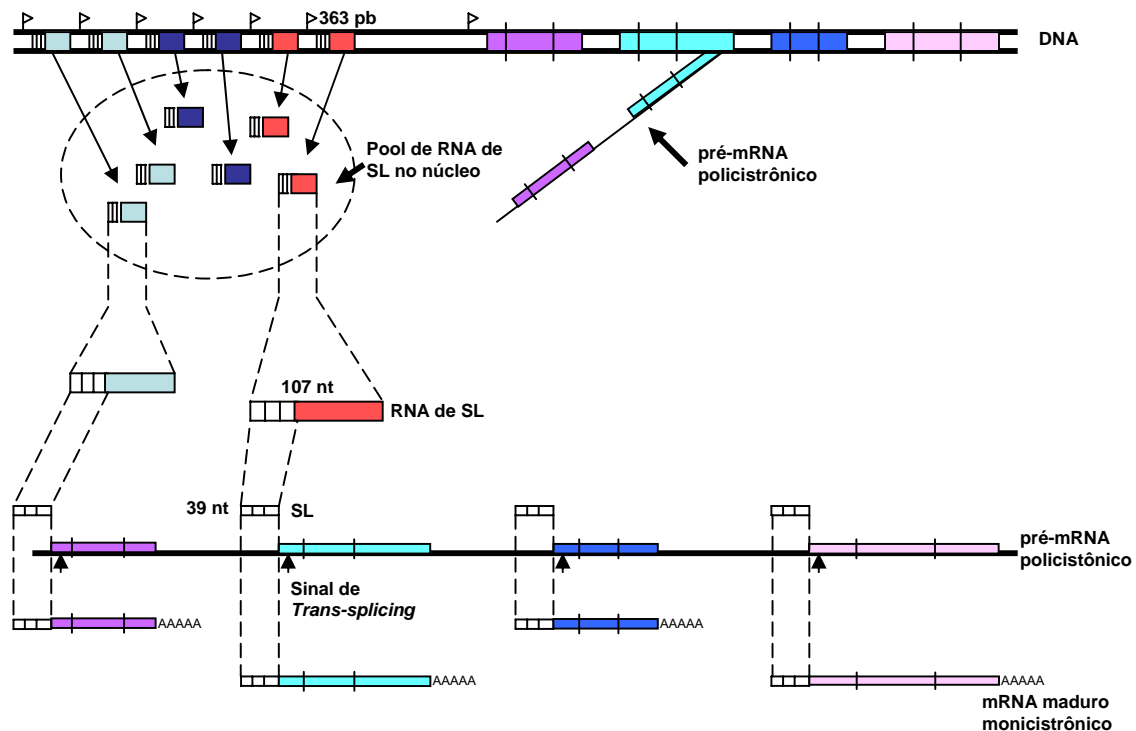 363 pb
DNA
Pool de RNA de
SL no núcleo
pré-mRNA
policistrônico
107 nt
RNA de SL
39 nt
SL
pré-mRNA
policistônico
Sinal de
Trans-splicing
AAAAA
AAAAA
AAAAA
AAAAA
mRNA maduro
monicistrônico